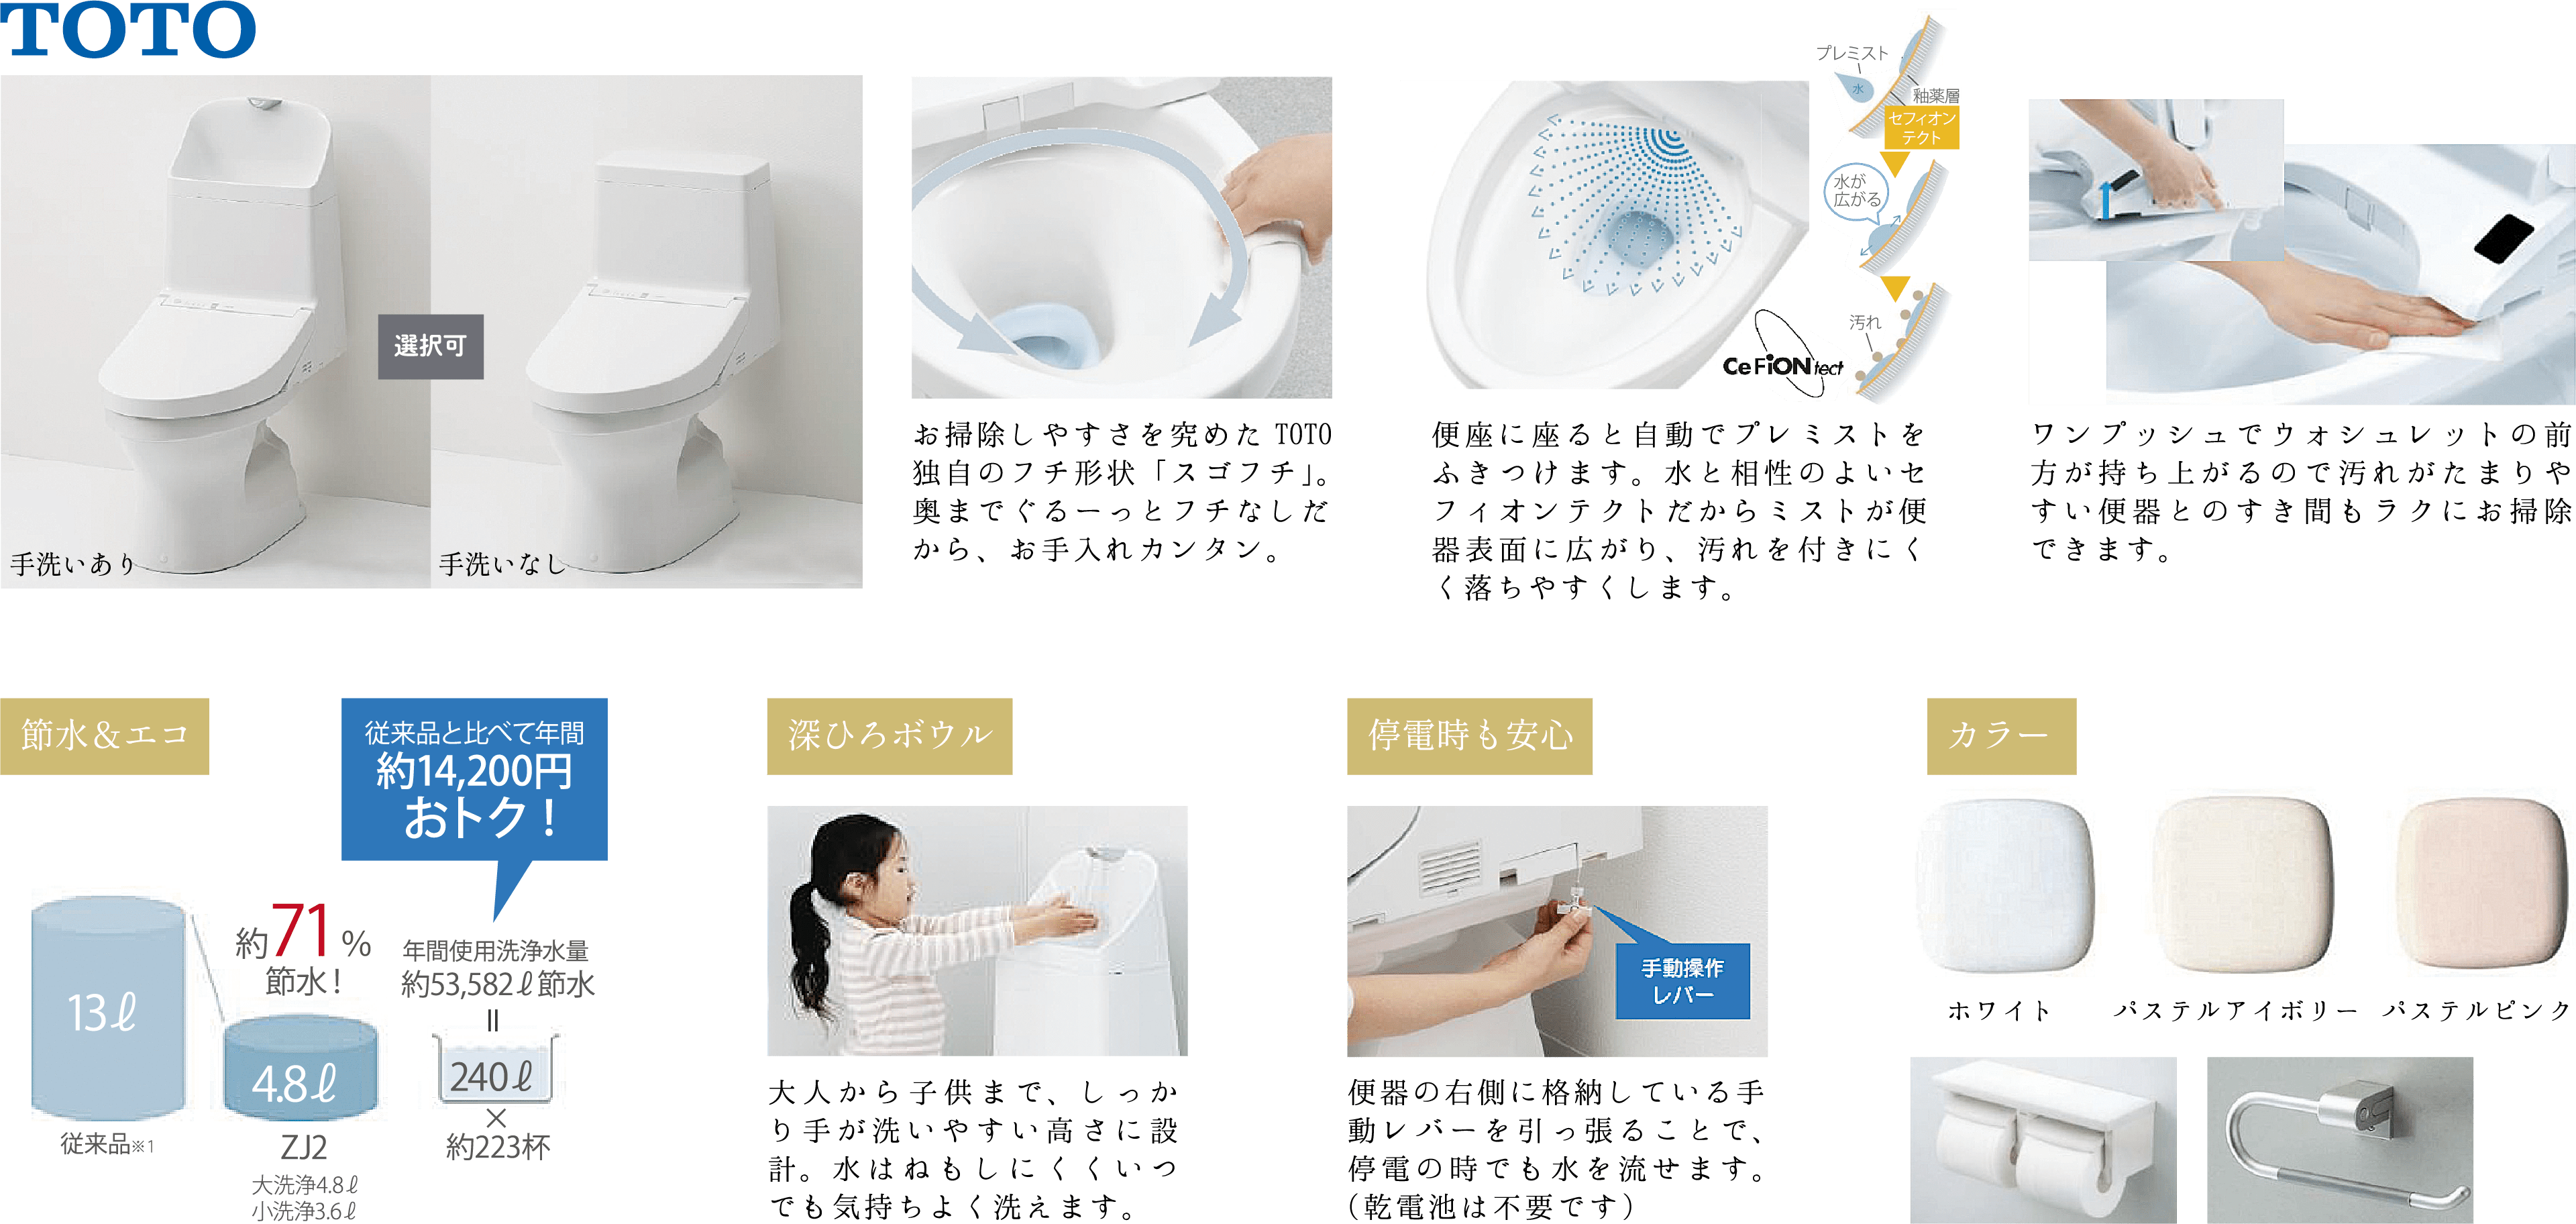 TOTO
選択可
手洗いあり
手洗いなし
お掃除しやすさを究めた TOTO
独自のフチ形状「スゴフチ」。
奥までぐるーっとフチなしだ
から、お手入れカンタン。
プレミスト
水
釉薬層
セフィオン
テクト
水が
広がる
汚れ
CeFiONtect
便座に座ると自動でプレミストを
ふきつけます。水と相性のよいセ
フィオンテクトだからミストが便
器表面に広がり、汚れを付きにく
く落ちやすくします。
ワンプッシュでウォシュレットの前
方が持ち上がるので汚れがたまりや
すい便器とのすき間もラクにお掃除
できます。
節水＆エコ
従来品と比べて年間
約14,200円
おトク！
約71%
節水！
13ℓ
従来品※1
4.8ℓ
ZJ2
大洗浄4.8ℓ
小洗浄3.6ℓ
年間使用洗浄水量
約53,582ℓ節水
=
240ℓ
×
約223杯
深ひろボウル
大人から子供まで、しっか
り手が洗いやすい高さに設
計。水はねもしにくくいつ
でも気持ちよく洗えます。
停電時も安心
手動操作
レバー
便器の右側に格納している手
動レバーを引っ張ることで、
停電の時でも水を流せます。
（乾電池は不要です）
カラー
ホワイト
パステルアイボリー
パステルピンク